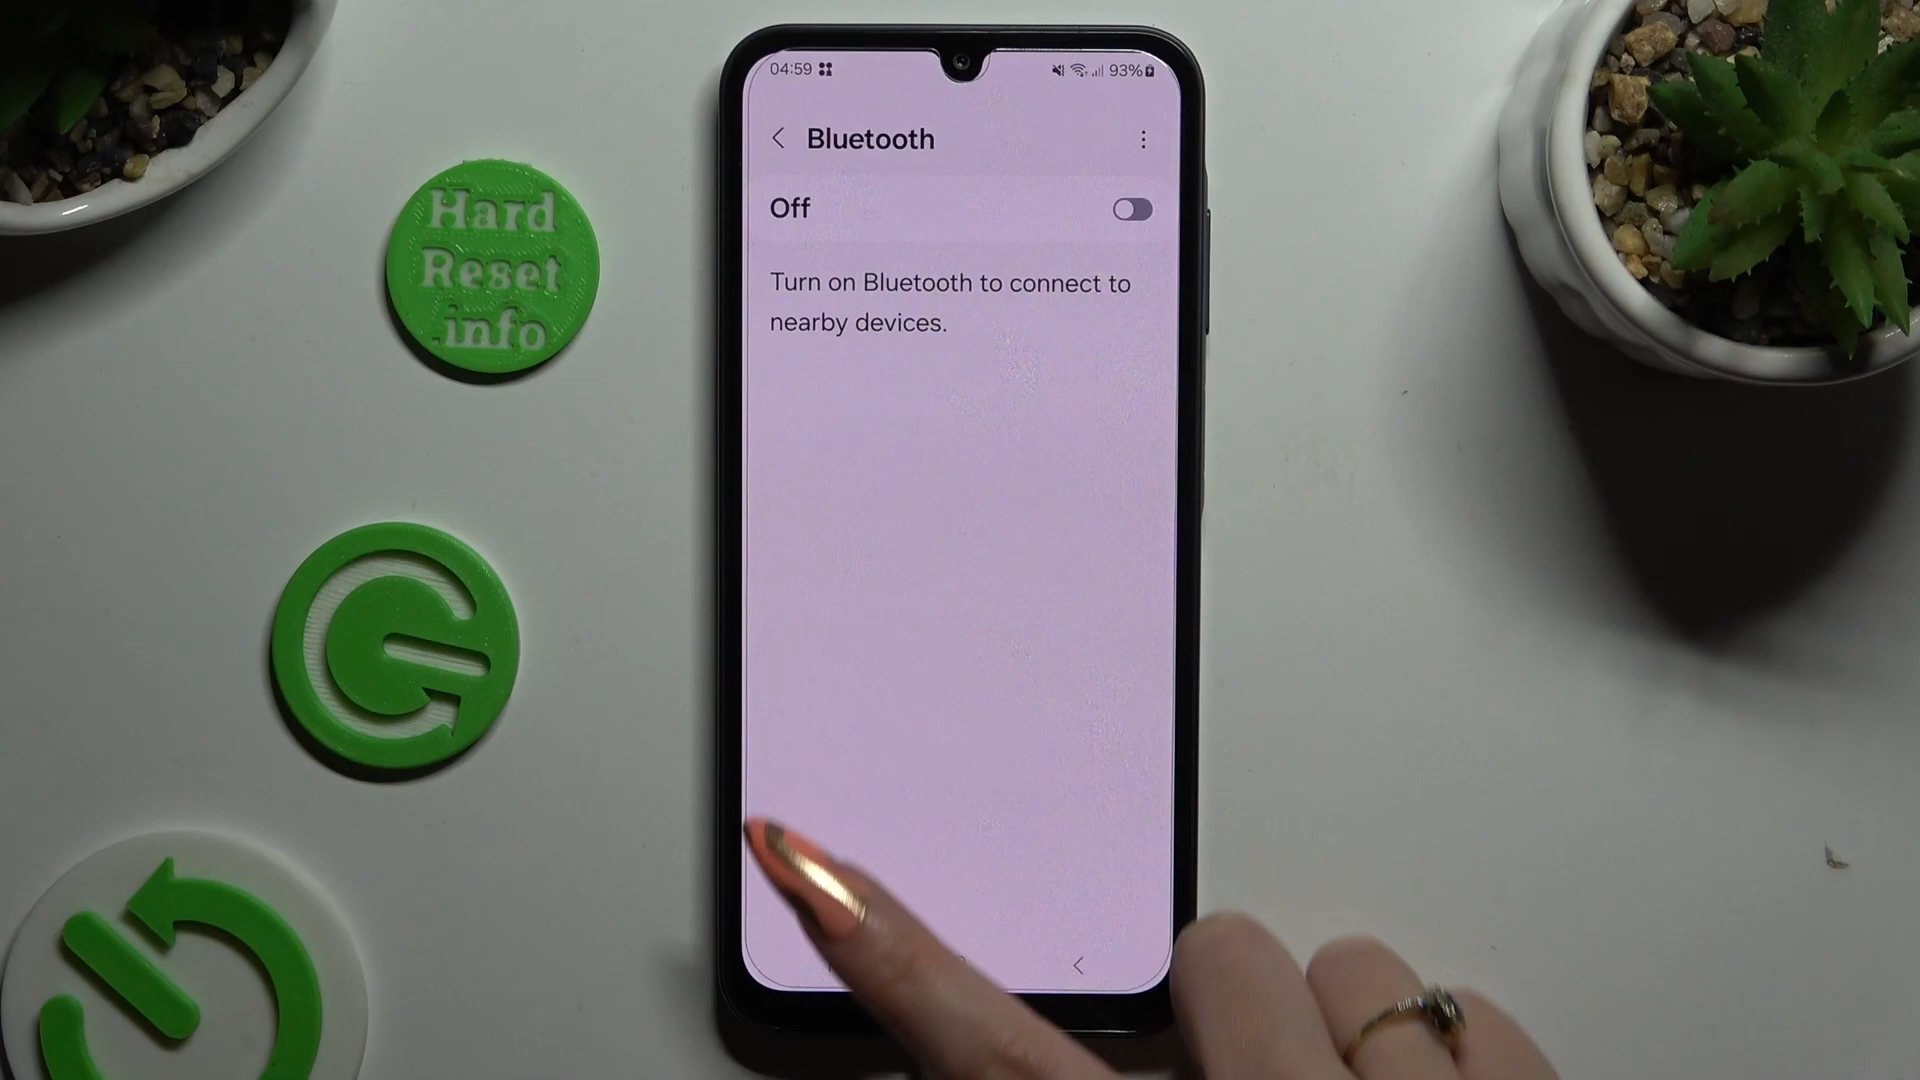 Hard
Reset
.info
04:59
93%
Bluetooth
Off
Turn on Bluetooth to connect to
nearby devices.